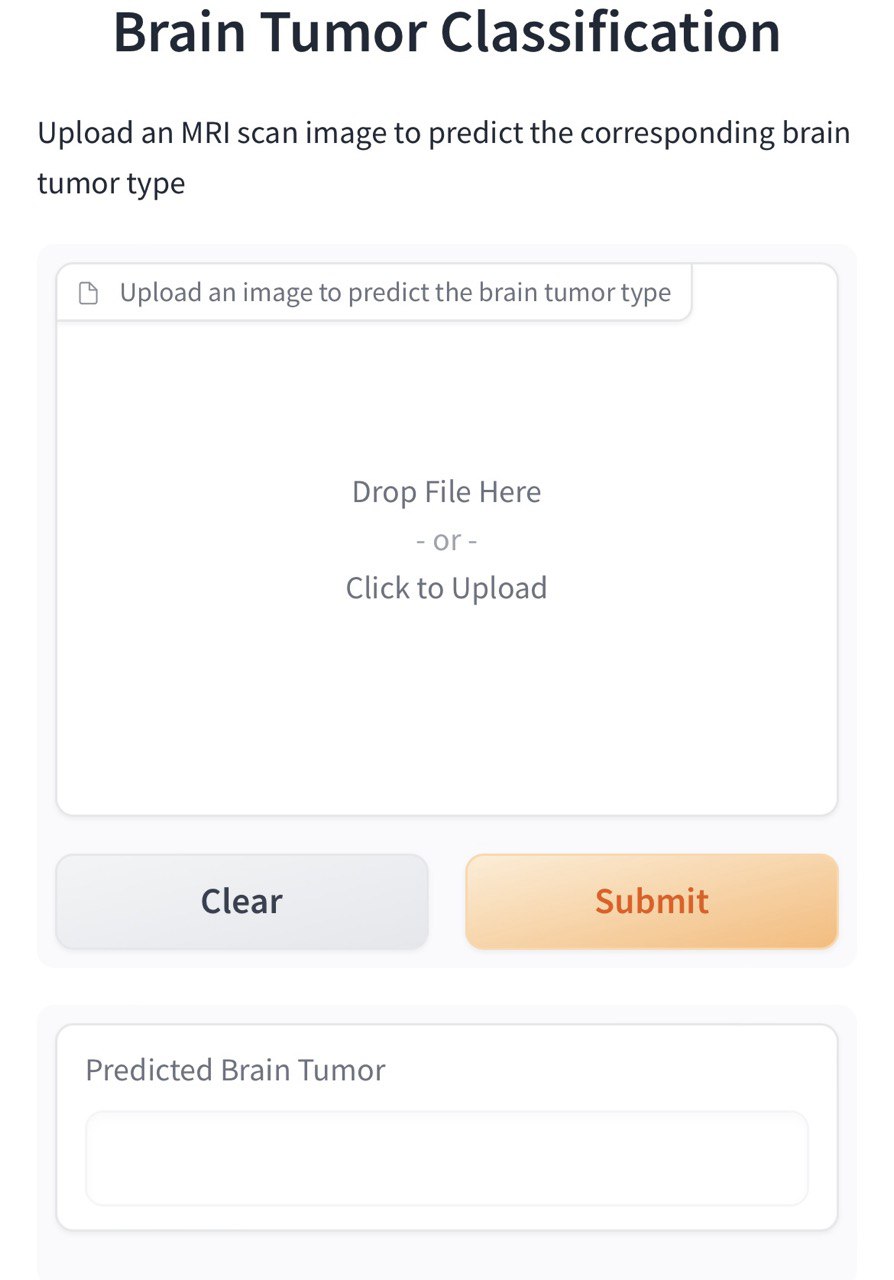 Brain Tumor Classification
Upload an MRI scan image to predict the corresponding brain
tumor type
Upload an image to predict the brain tumor type
Drop File Here
- or -
Click to Upload
Clear
Submit
Predicted Brain Tumor